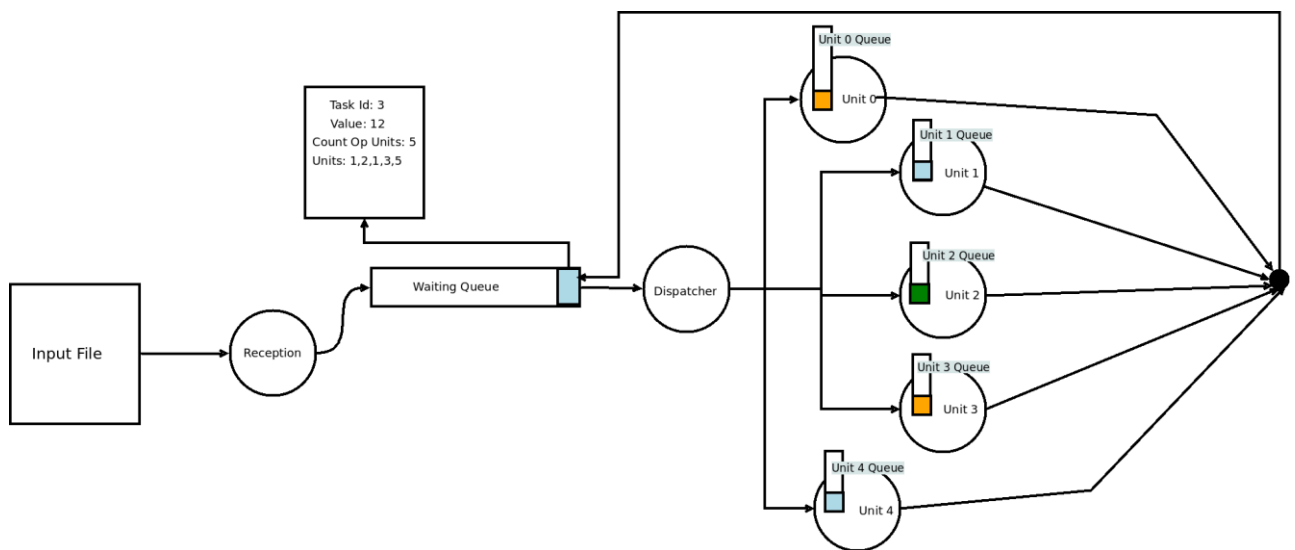 Unit 0 Queue
Unit 0
Task Id: 3
Value: 12
Count Op Units: 5
Units: 1,2,1,3,5
Unit 1 Queue
Unit 1
Unit 2 Queue
Unit 2
Waiting Queue
Dispatcher
Input File
Reception
Unit 3 Queue
Unit 3
Unit 4 Queue
Unit 4